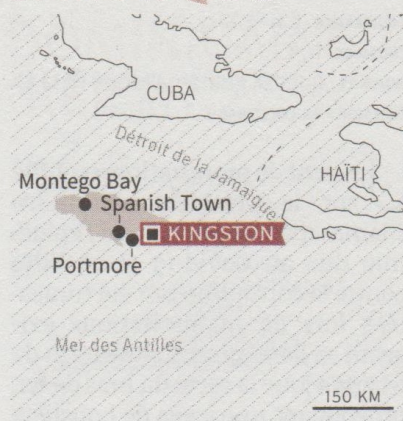 CUBA
Détroit de la Jamaïque
HAÏTI
Montego Bay
Spanish Town
KINGSTON
Portmore
Mer des Antilles
150 KM